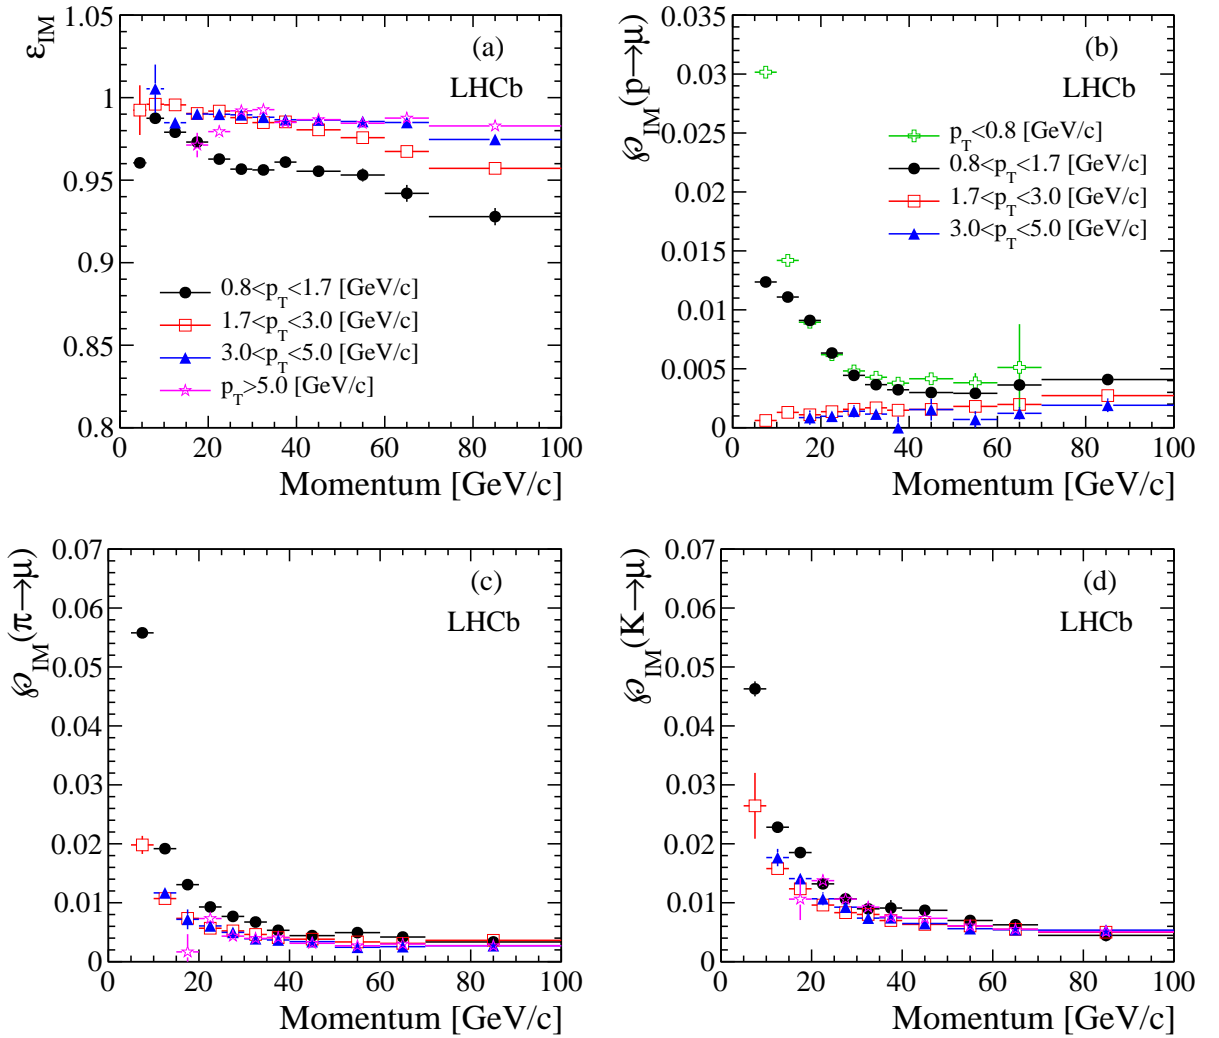 ε_IM
1.05
1
0.95
0.9
0.85
0.8
(a)
LHCb
0.8<p_T<1.7 [GeV/c]
1.7<p_T<3.0 [GeV/c]
3.0<p_T<5.0 [GeV/c]
p_T>5.0 [GeV/c]
0 20 40 60 80 100
Momentum [GeV/c]
℘_IM(p→μ)
0.035
0.03
0.025
0.02
0.015
0.01
0.005
0
(b)
LHCb
p_T<0.8 [GeV/c]
0.8<p_T<1.7 [GeV/c]
1.7<p_T<3.0 [GeV/c]
3.0<p_T<5.0 [GeV/c]
0 20 40 60 80 100
Momentum [GeV/c]
℘_IM(π→μ)
0.07
0.06
0.05
0.04
0.03
0.02
0.01
0
(c)
LHCb
0 20 40 60 80 100
Momentum [GeV/c]
℘_IM(K→μ)
0.07
0.06
0.05
0.04
0.03
0.02
0.01
0
(d)
LHCb
0 20 40 60 80 100
Momentum [GeV/c]